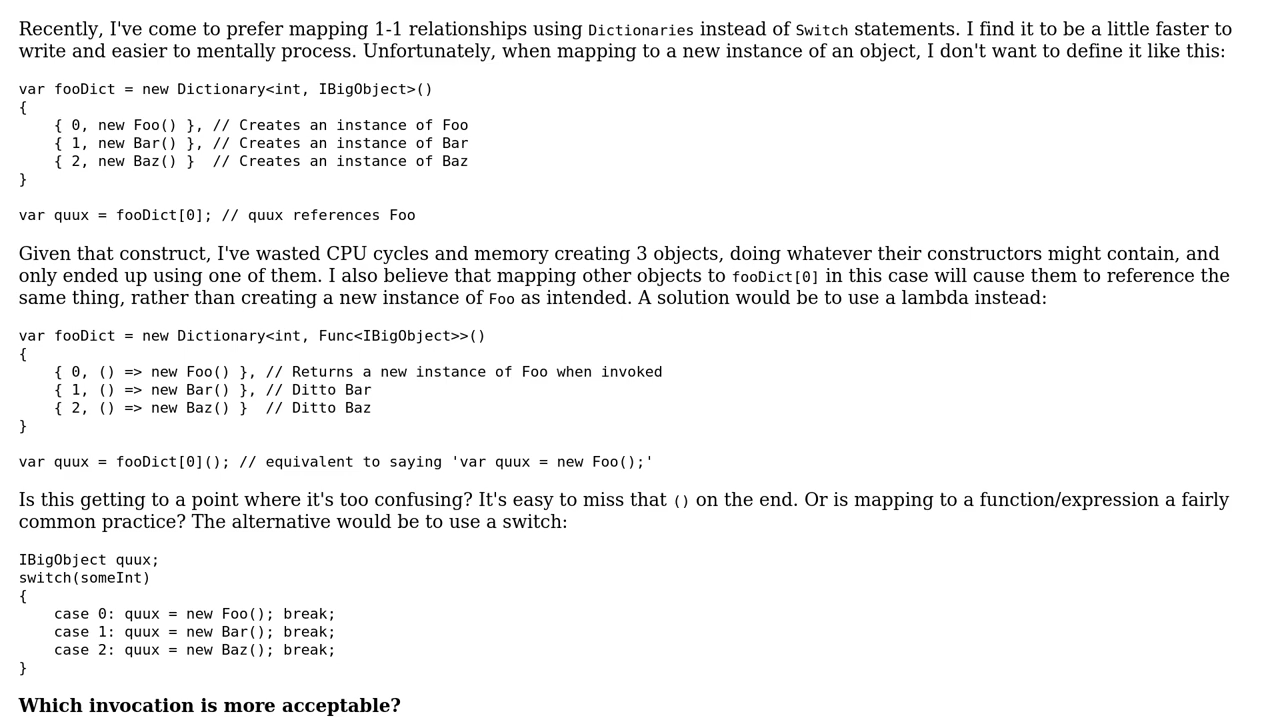 Recently, I've come to prefer mapping 1-1 relationships using Dictionaries instead of Switch statements. I find it to be a little faster to
write and easier to mentally process. Unfortunately, when mapping to a new instance of an object, I don't want to define it like this:
var fooDict = new Dictionary<int, IBigObject>()
{
    { 0, new Foo() }, // Creates an instance of Foo
    { 1, new Bar() }, // Creates an instance of Bar
    { 2, new Baz() }  // Creates an instance of Baz
}
var quux = fooDict[0]; // quux references Foo
Given that construct, I've wasted CPU cycles and memory creating 3 objects, doing whatever their constructors might contain, and
only ended up using one of them. I also believe that mapping other objects to fooDict[0] in this case will cause them to reference the
same thing, rather than creating a new instance of Foo as intended. A solution would be to use a lambda instead:
var fooDict = new Dictionary<int, Func<IBigObject>>()
{
    { 0, () => new Foo() }, // Returns a new instance of Foo when invoked
    { 1, () => new Bar() }, // Ditto Bar
    { 2, () => new Baz() }  // Ditto Baz
}
var quux = fooDict[0](); // equivalent to saying 'var quux = new Foo();'
Is this getting to a point where it's too confusing? It's easy to miss that () on the end. Or is mapping to a function/expression a fairly
common practice? The alternative would be to use a switch:
IBigObject quux;
switch(someInt)
{
    case 0: quux = new Foo(); break;
    case 1: quux = new Bar(); break;
    case 2: quux = new Baz(); break;
}
Which invocation is more acceptable?